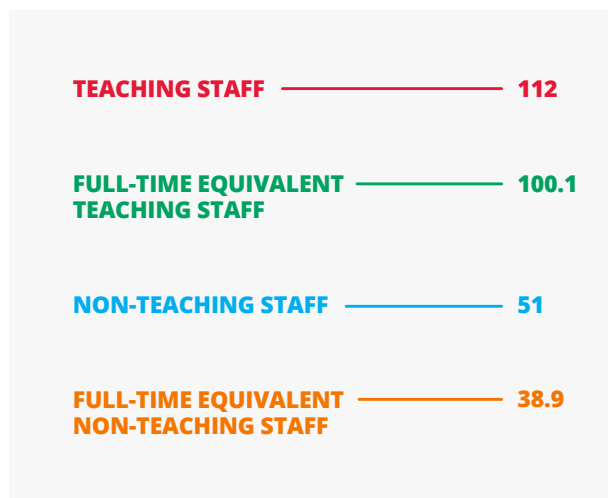 TEACHING STAFF 112
FULL-TIME EQUIVALENT 100.1
TEACHING STAFF
NON-TEACHING STAFF 51
FULL-TIME EQUIVALENT 38.9
NON-TEACHING STAFF